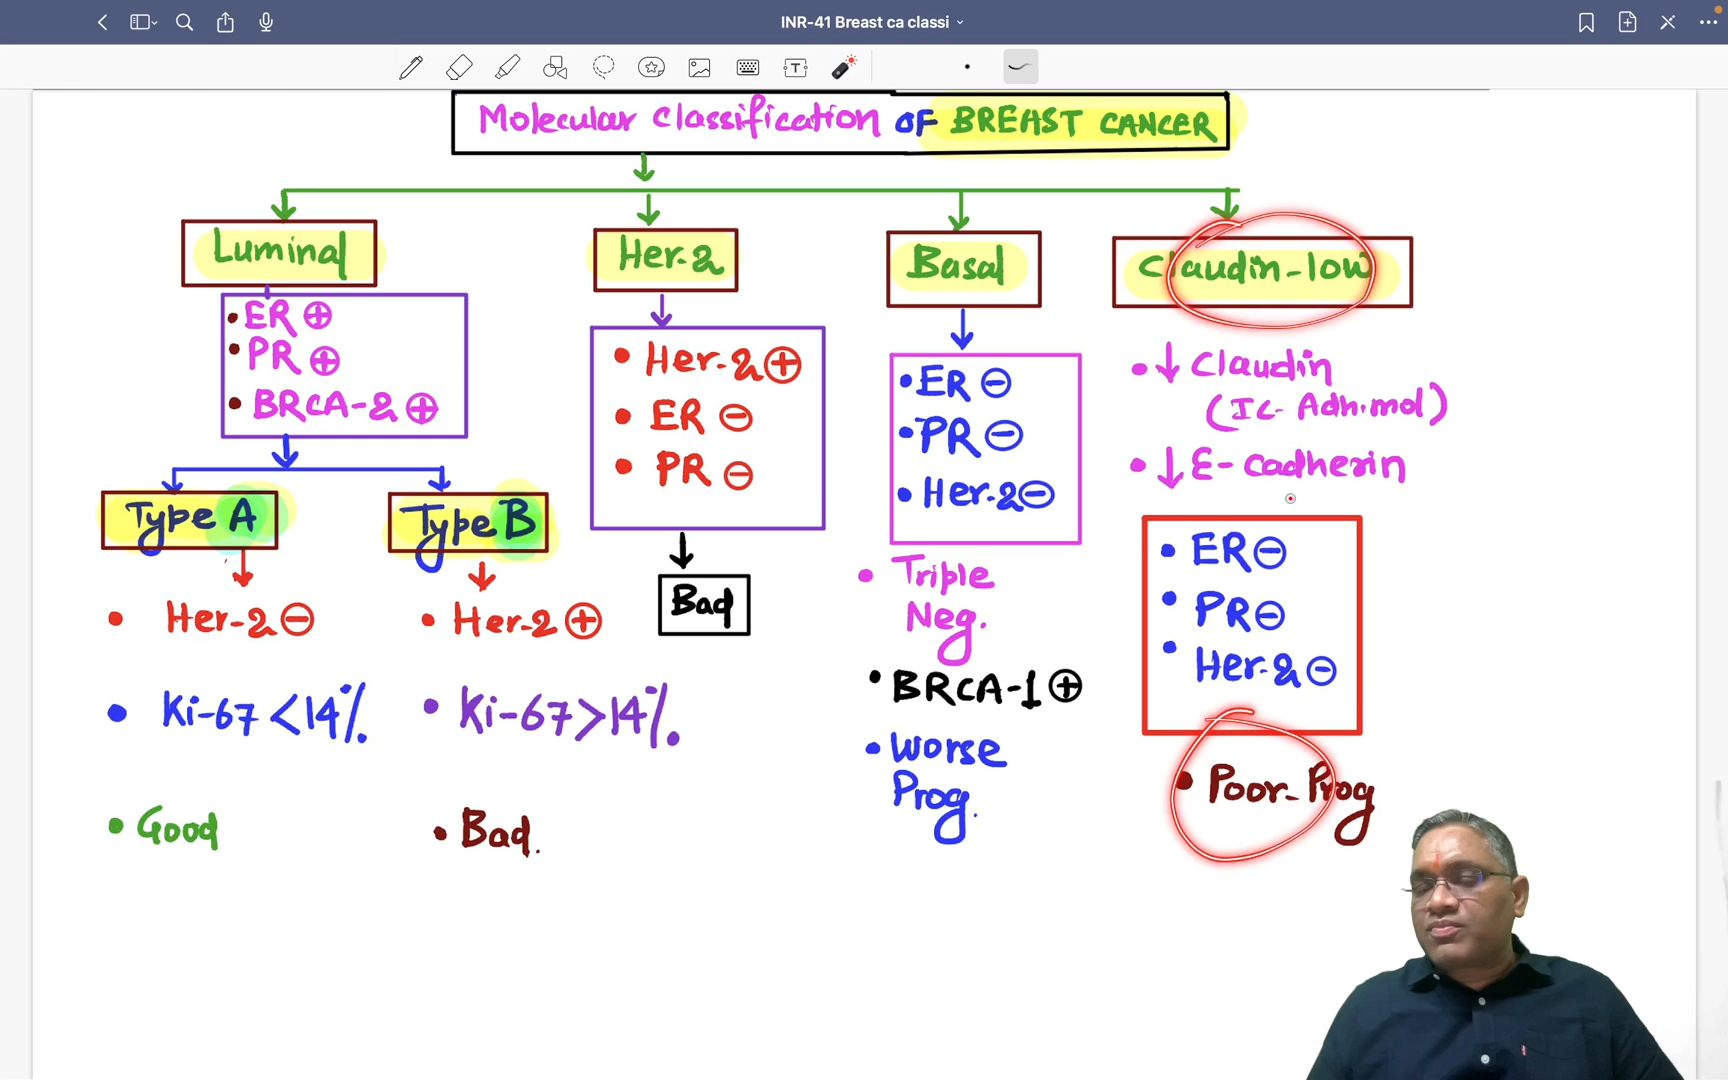 INR-41 Breast ca classi
Molecular Classification OF BREAST CANCER
Luminal
• ER ⊕
• PR ⊕
• BRCA-2 ⊕
Type A
• Her-2 ⊖
• Ki-67 <14%.
• Good
Type B
• Her-2 ⊕
• Ki-67 >14%.
• Bad.
Her-2
• Her-2 ⊕
• ER ⊖
• PR ⊖
Bad
Basal
• ER ⊖
• PR ⊖
• Her-2 ⊖
• Triple
Neg.
• BRCA-1 ⊕
• Worse
Prog.
Claudin-low
• ↓ Claudin
(IC- Adh.mol)
• ↓ E-cadherin
• ER ⊖
• PR ⊖
• Her-2 ⊖
• Poor-Prog